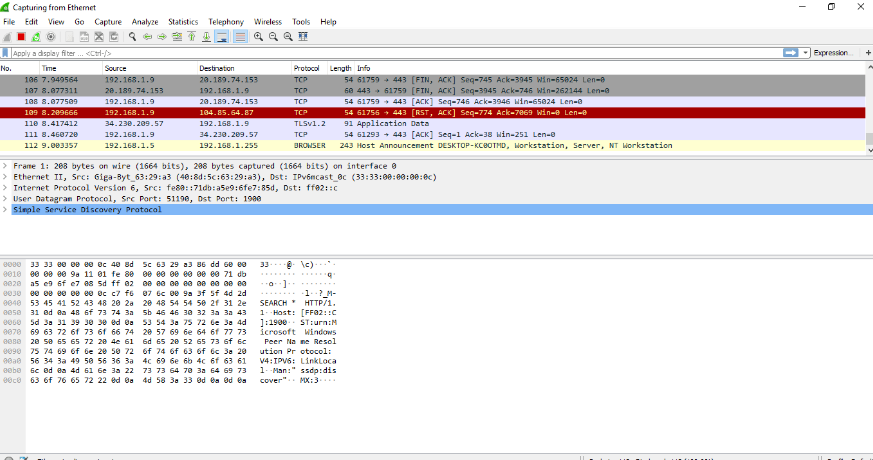 Capturing from Ethernet
File Edit View Go Capture Analyze Statistics Telephony Wireless Tools Help
Apply a display filter ... <Ctrl-/> Expression... +
No. Time Source Destination Protocol Length Info
106 7.949564 192.168.1.9 20.189.74.153 TCP 54 61759 → 443 [FIN, ACK] Seq=745 Ack=3945 Win=65024 Len=0
107 8.077311 20.189.74.153 192.168.1.9 TCP 60 443 → 61759 [FIN, ACK] Seq=3945 Ack=746 Win=262144 Len=0
108 8.077509 192.168.1.9 20.189.74.153 TCP 54 61759 → 443 [ACK] Seq=746 Ack=3946 Win=65024 Len=0
109 8.209666 192.168.1.9 104.85.64.87 TCP 54 61756 → 443 [RST, ACK] Seq=774 Ack=7069 Win=0 Len=0
110 8.417412 34.230.209.57 192.168.1.9 TLSv1.2 91 Application Data
111 8.460720 192.168.1.9 34.230.209.57 TCP 54 61293 → 443 [ACK] Seq=1 Ack=38 Win=251 Len=0
112 9.003357 192.168.1.5 192.168.1.255 BROWSER 243 Host Announcement DESKTOP-KC0OTMD, Workstation, Server, NT Workstation
Frame 1: 208 bytes on wire (1664 bits), 208 bytes captured (1664 bits) on interface 0
Ethernet II, Src: Giga-Byt_63:29:a3 (40:8d:5c:63:29:a3), Dst: IPv6mcast_0c (33:33:00:00:00:0c)
Internet Protocol Version 6, Src: fe80::71db:a5e9:6fe7:85d, Dst: ff02::c
User Datagram Protocol, Src Port: 51190, Dst Port: 1900
Simple Service Discovery Protocol
0000 33 33 00 00 00 0c 40 8d 5c 63 29 a3 86 dd 60 00 33····@· \c)···`·
0010 00 00 00 9a 11 01 fe 80 00 00 00 00 00 00 71 db ········ ······q·
0020 a5 e9 6f e7 08 5d ff 02 00 00 00 00 00 00 00 00 ··o··]·· ········
0030 00 00 00 00 00 0c c7 f6 07 6c 00 9a 3f 5f 4d 2d ········ ·l··?_M-
0040 53 45 41 52 43 48 20 2a 20 48 54 54 50 2f 31 2e SEARCH * HTTP/1.
0050 31 0d 0a 48 6f 73 74 3a 5b 46 46 30 32 3a 3a 43 1··Host: [FF02::C
0060 5d 3a 31 39 30 30 0d 0a 53 54 3a 75 72 6e 3a 4d ]:1900·· ST:urn:M
0070 69 63 72 6f 73 6f 66 74 20 57 69 6e 64 6f 77 73 icrosoft Windows
0080 20 50 65 65 72 20 4e 61 6d 65 20 52 65 73 6f 6c Peer Na me Resol
0090 75 74 69 6f 6e 20 50 72 6f 74 6f 63 6f 6c 3a 20 ution Pr otocol:
00a0 56 34 3a 49 50 56 36 3a 4c 69 6e 6b 4c 6f 63 61 V4:IPV6: LinkLoca
00b0 6c 0d 0a 4d 61 6e 3a 22 73 73 64 70 3a 64 69 73 l··Man:" ssdp:dis
00c0 63 6f 76 65 72 22 0d 0a 4d 58 3a 33 0d 0a 0d 0a cover"·· MX:3····